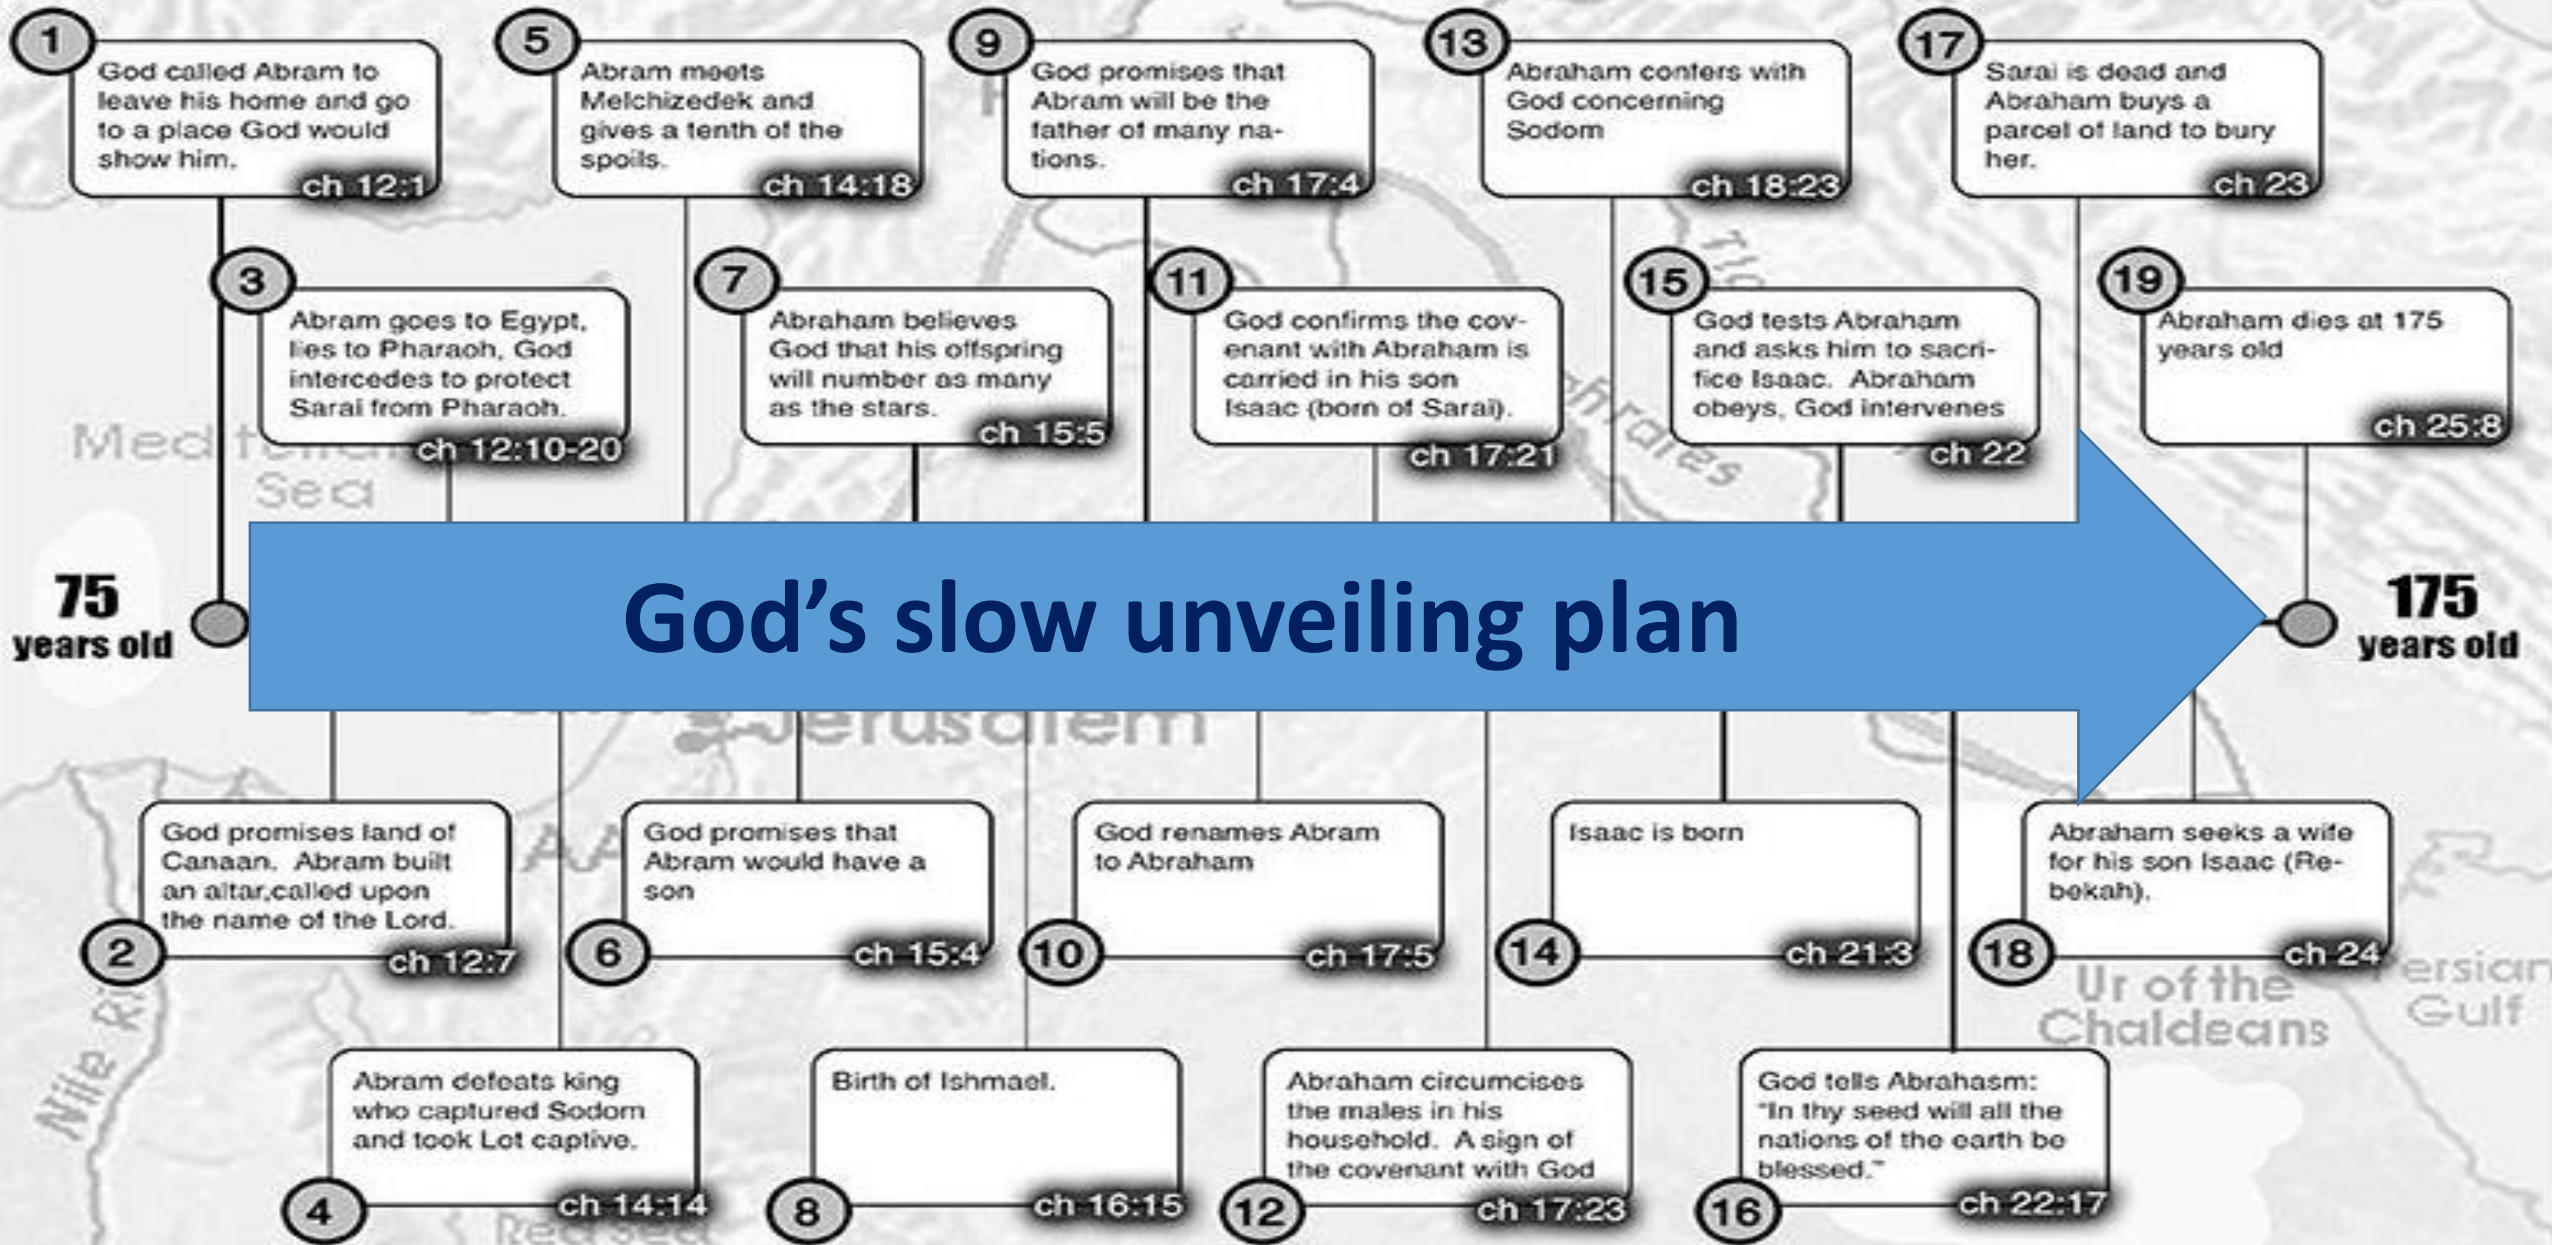 1
God called Abram to
leave his home and go
to a place God would
show him.
ch 12:1
5
Abram meets
Melchizedek and
gives a tenth of the
spoils.
ch 14:18
9
God promises that
Abram will be the
father of many na-
tions.
ch 17:4
13
Abraham confers with
God concerning
Sodom
ch 18:23
17
Sarai is dead and
Abraham buys a
parcel of land to bury
her.
ch 23
3
Abram goes to Egypt,
lies to Pharaoh, God
intercedes to protect
Sarai from Pharaoh.
ch 12:10-20
7
Abraham believes
God that his offspring
will number as many
as the stars.
ch 15:5
11
God confirms the cov-
enant with Abraham is
carried in his son
Isaac (born of Sarai).
ch 17:21
15
God tests Abraham
and asks him to sacri-
fice Isaac. Abraham
obeys, God intervenes
ch 22
19
Abraham dies at 175
years old
ch 25:8
Sea
75
years old
God's slow unveiling plan
175
years old
Jerusalem
God promises land of
Canaan. Abram built
an altar,called upon
the name of the Lord.
2
ch 12:7
God promises that
Abram would have a
son
6
ch 15:4
God renames Abram
to Abraham
10
ch 17:5
Isaac is born
14
ch 21:3
Abraham seeks a wife
for his son Isaac (Re-
bekah).
18
ch 24
Ur of the
Chaldeans
Gulf
Nile
Abram defeats king
who captured Sodom
and took Lot captive.
4
ch 14:14
Birth of Ishmael.
8
ch 16:15
Abraham circumcises
the males in his
household. A sign of
the covenant with God
12
ch 17:23
God tells Abrahasm:
"In thy seed will all the
nations of the earth be
blessed."
16
ch 22:17
Red Sea